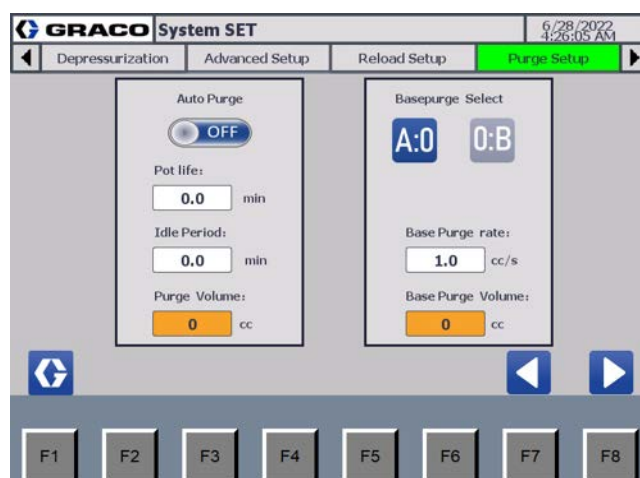 GRACO System SET 6/28/2022
4:26:05 AM
Depressurization Advanced Setup Reload Setup Purge Setup
Auto Purge
OFF
Pot life:
0.0 min
Idle Period:
0.0 min
Purge Volume:
0 cc
Basepurge Select
A:0 0:B
Base Purge rate:
1.0 cc/s
Base Purge Volume:
0 cc
F1 F2 F3 F4 F5 F6 F7 F8